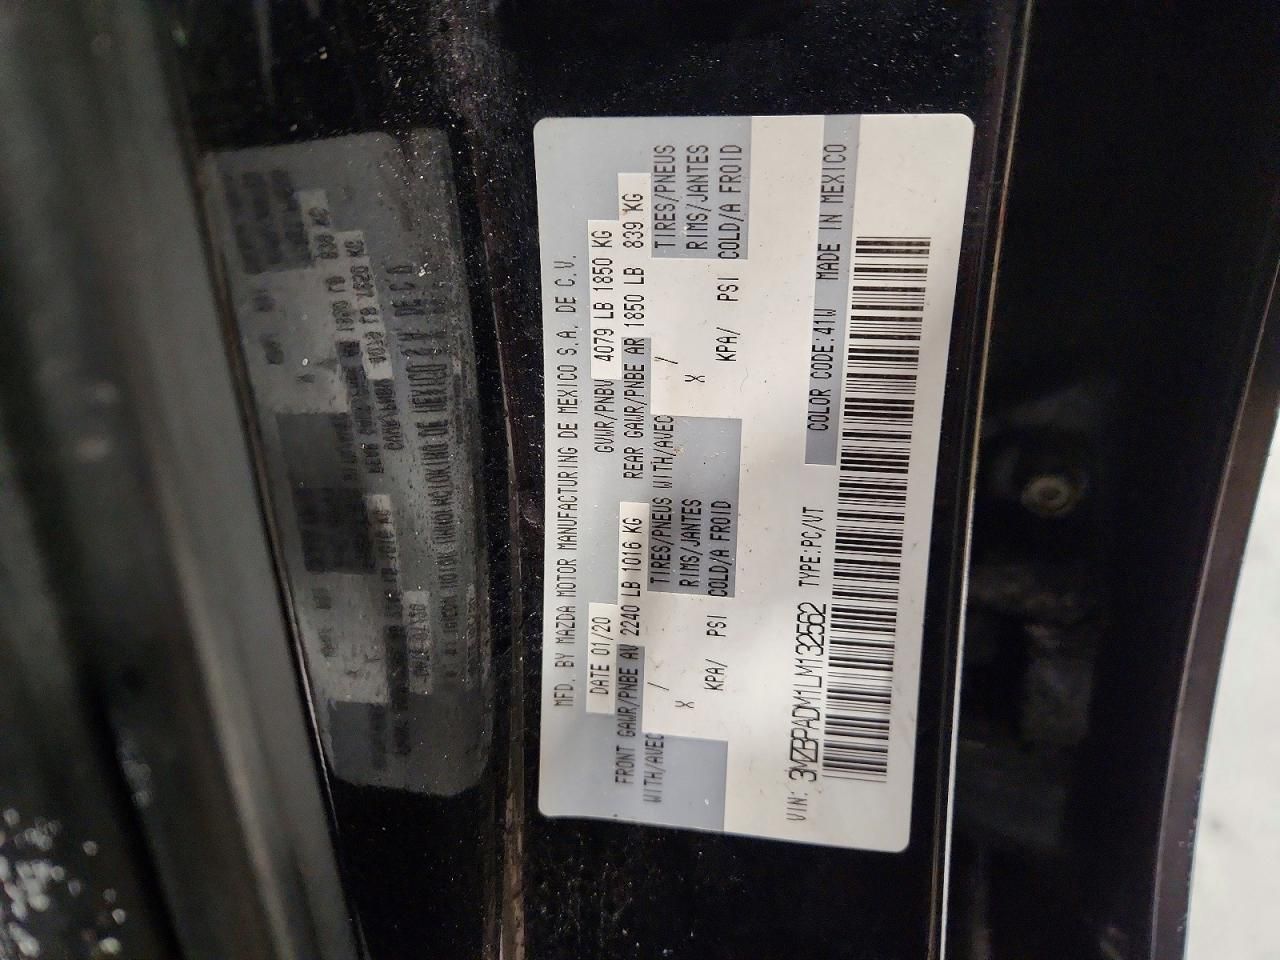 MFD. BY MAZDA MOTOR MANUFACTURING DE MEXICO S.A. DE C.V.
DATE 01/20 GVWR/PNBV 4079 LB 1850 KG
FRONT GAWR/PNBE AV 2240 LB 1016 KG REAR GAWR/PNBE AR 1850 LB 839 KG
WITH/AVEC / TIRES/PNEUS WITH/AVEC / TIRES/PNEUS
X RIMS/JANTES X RIMS/JANTES
KPA/ PSI COLD/A FROID KPA/ PSI COLD/A FROID
VIN: 3MZBPADM1LM132562 TYPE:PC/VT COLOR CODE:41W MADE IN MEXICO